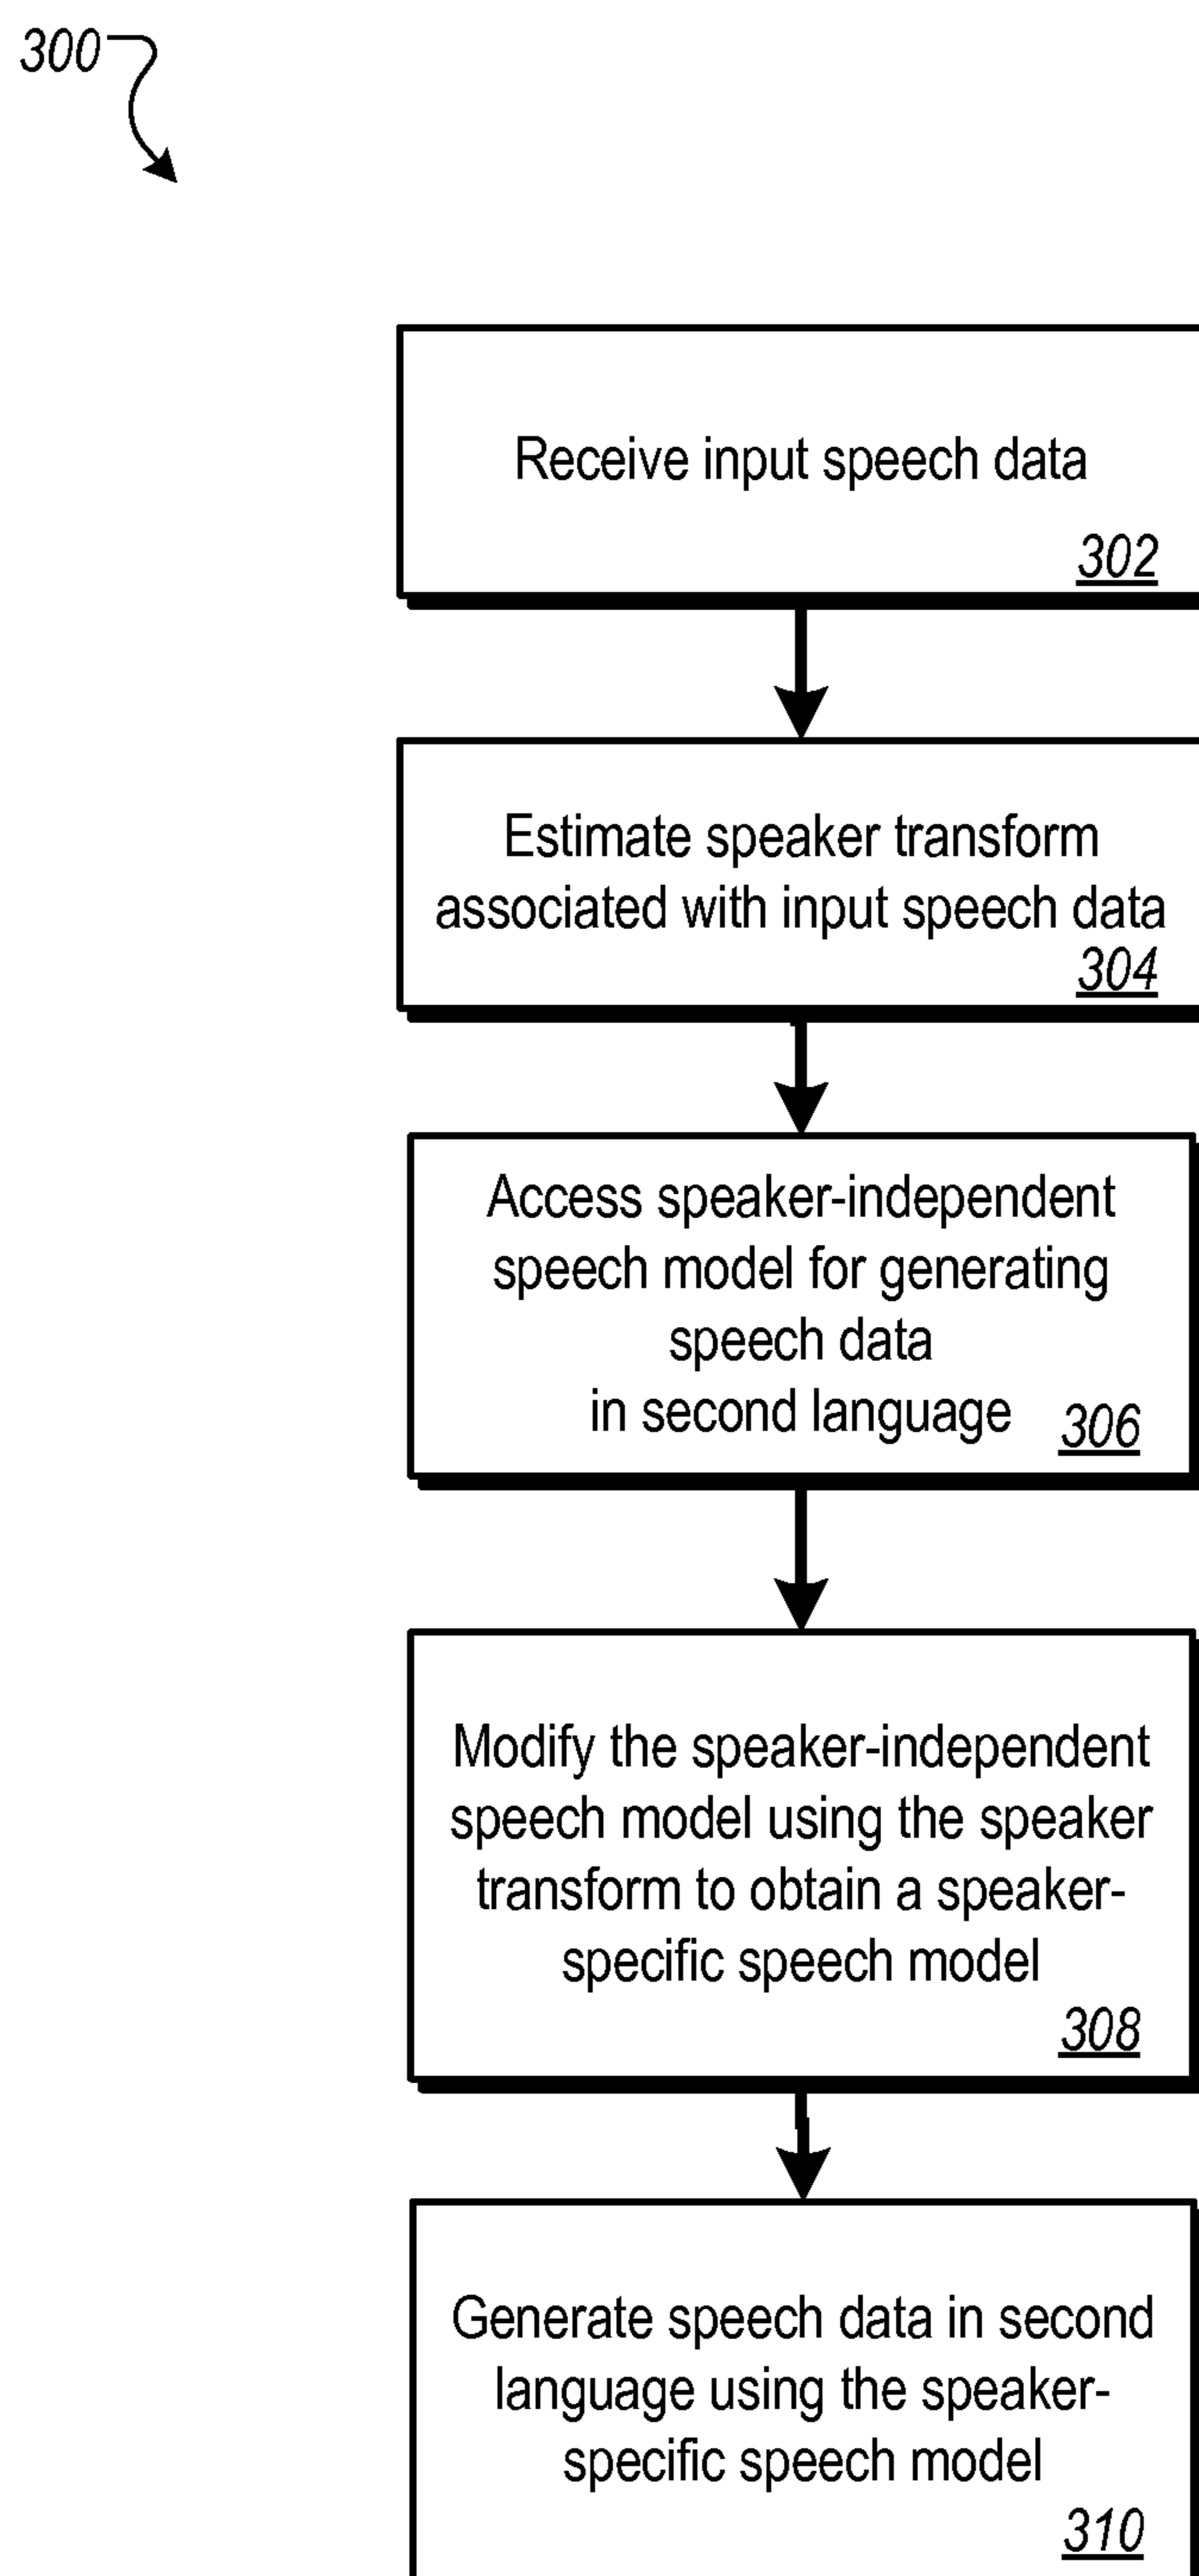 300
Receive input speech data
302
Estimate speaker transform
associated with input speech data
304
Access speaker-independent
speech model for generating
speech data
in second language 306
Modify the speaker-independent
speech model using the speaker
transform to obtain a speaker-
specific speech model
308
Generate speech data in second
language using the speaker-
specific speech model
310